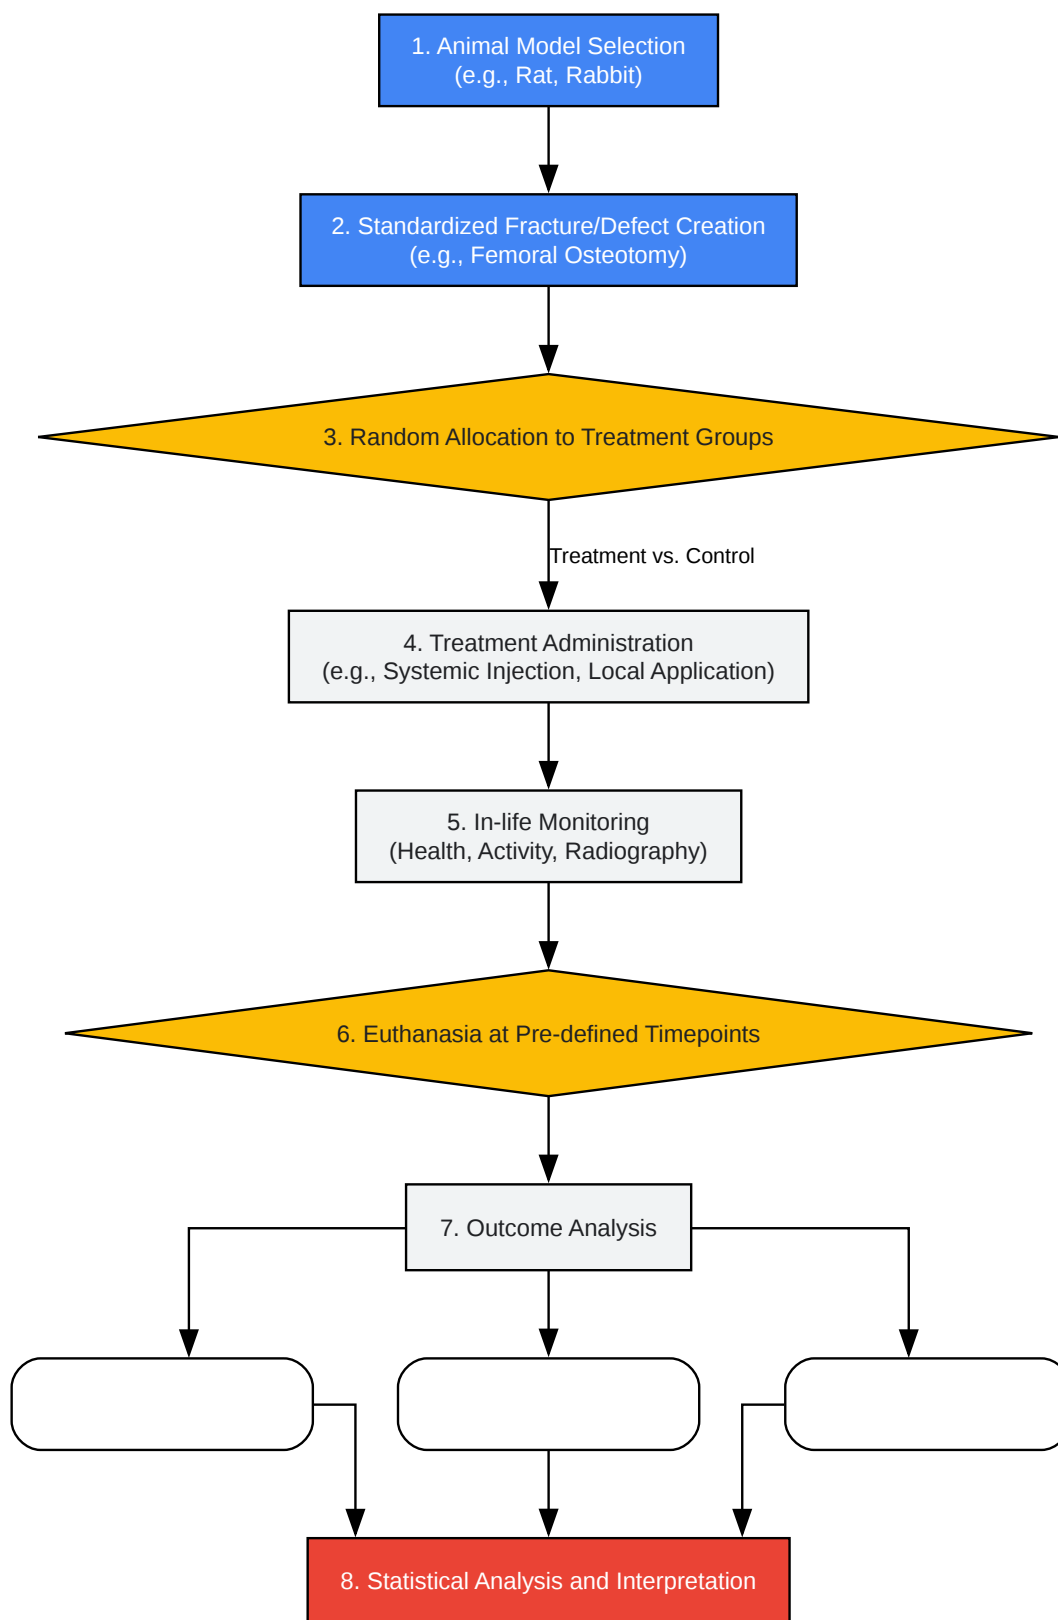 1. Animal Model Selection
(e.g., Rat, Rabbit)
2. Standardized Fracture/Defect Creation
(e.g., Femoral Osteotomy)
3. Random Allocation to Treatment Groups
Treatment vs. Control
4. Treatment Administration
(e.g., Systemic Injection, Local Application)
5. In-life Monitoring
(Health, Activity, Radiography)
6. Euthanasia at Pre-defined Timepoints
7. Outcome Analysis
8. Statistical Analysis and Interpretation